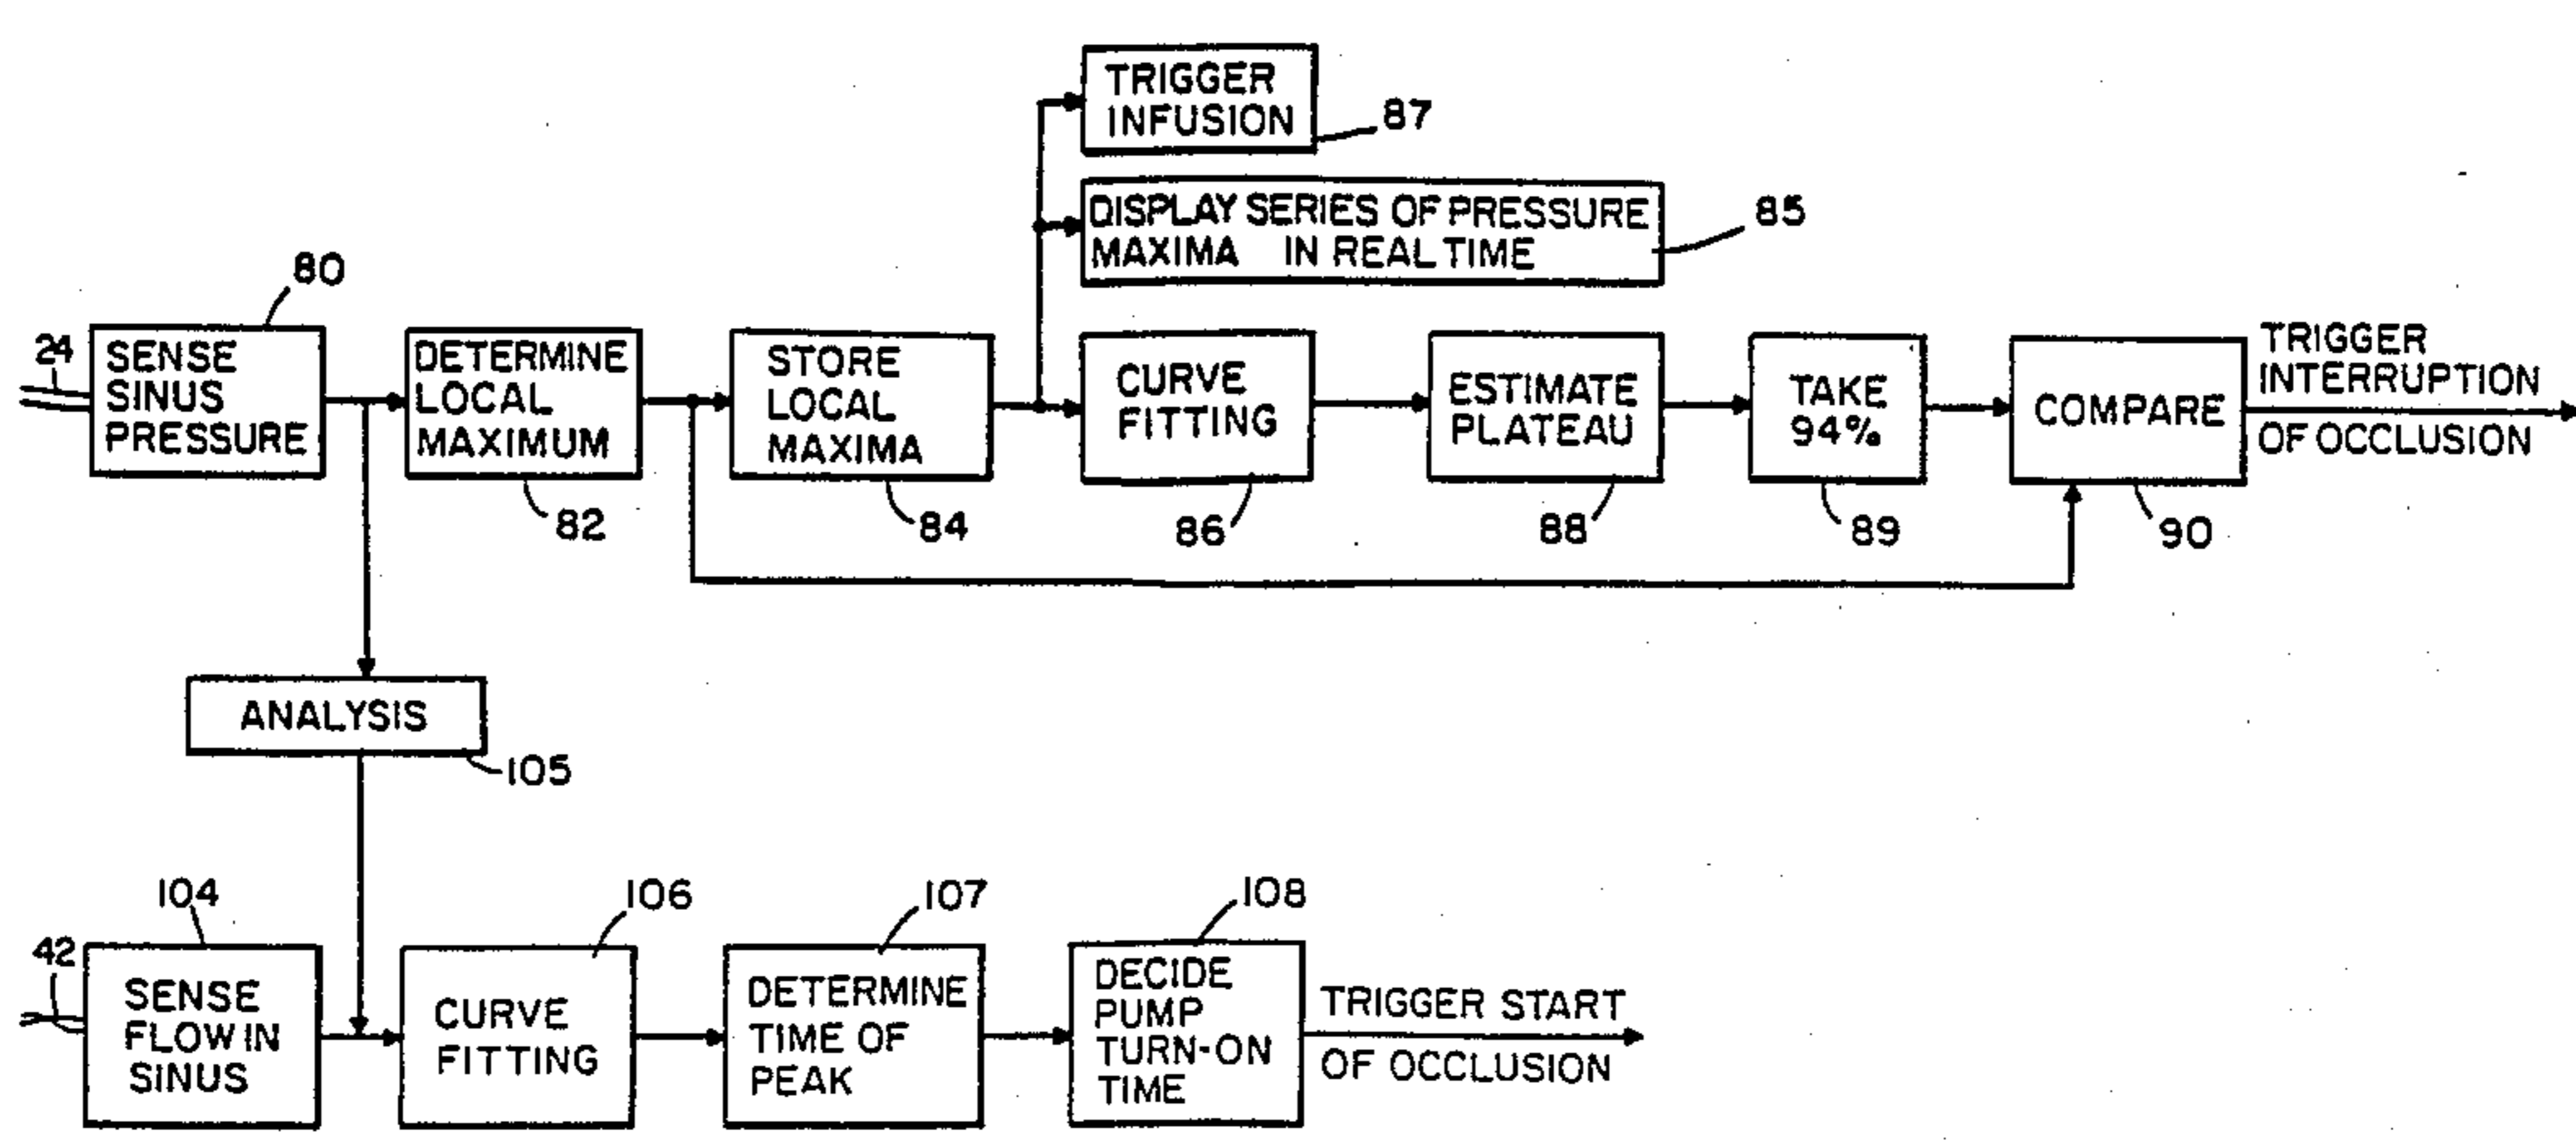 TRIGGER
INFUSION
87
DISPLAY SERIES OF PRESSURE
MAXIMA IN REAL TIME
85
80
24
SENSE
SINUS
PRESSURE
DETERMINE
LOCAL
MAXIMUM
82
STORE
LOCAL
MAXIMA
84
CURVE
FITTING
86
ESTIMATE
PLATEAU
88
TAKE
94%
89
COMPARE
90
TRIGGER
INTERRUPTION
OF OCCLUSION
ANALYSIS
105
104
42
SENSE
FLOW IN
SINUS
106
CURVE
FITTING
107
DETERMINE
TIME OF
PEAK
108
DECIDE
PUMP
TURN-ON
TIME
TRIGGER START
OF OCCLUSION